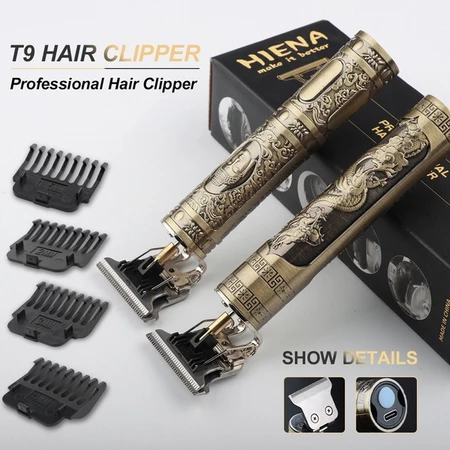 T9 HAIR CLIPPER
Professional Hair Clipper
HIENA
make it better
MADE IN CHINA
SHOW DETAILS